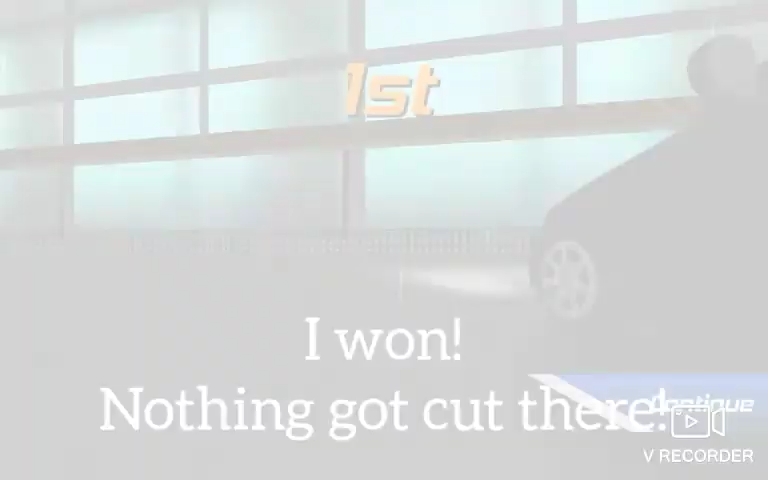 1st
I won!
Nothing got cut there!
Continue
V RECORDER